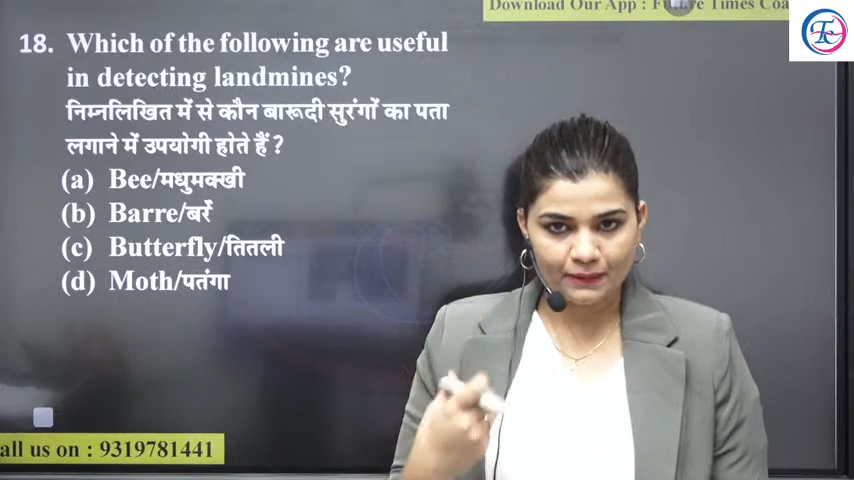 Download Our App : Future Times Coa
18. Which of the following are useful
in detecting landmines?
निम्नलिखित में से कौन बारूदी सुरंगों का पता
लगाने में उपयोगी होते हैं ?
(a) Bee/मधुमक्खी
(b) Barre/बर्रे
(c) Butterfly/तितली
(d) Moth/पतंगा
all us on : 9319781441